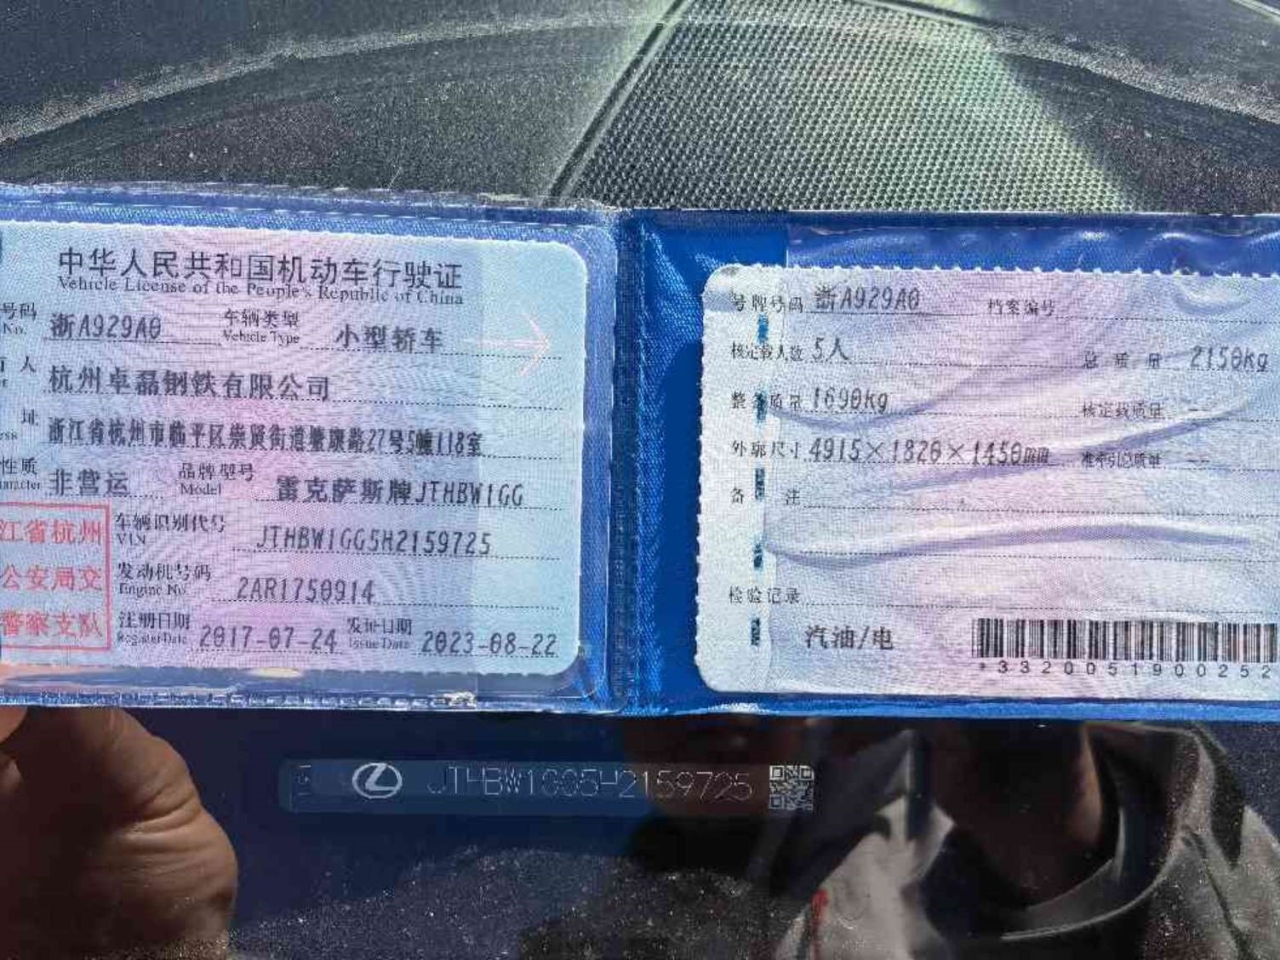 中华人民共和国机动车行驶证
Vehicle License of the People's Republic of China
号码 浙A929A0 车辆类型 小型轿车
No. Vehicle Type
人 杭州卓磊钢铁有限公司
址 浙江省杭州市临平区崇贤街道 路27号5幢118室
性质 非营运 品牌型号 雷克萨斯牌JTHBW1GG
Model
江省杭州
公安局交
警察支队
车辆识别代号 JTHBW1GG5H2159725
VIN
发动机号码 2AR1750914
Engine No.
注册日期 2017-07-24 发证日期 2023-08-22
Register Date Issue Date
号牌号码 浙A929A0 档案编号
核定载人数 5人 总质量 2150kg
整备质量 1690kg 核定载质量 --
外廓尺寸 4915×1820×1450mm 准牵引总质量 --
备注
检验记录
汽油/电
*3320051900252
JTHBW1GG5H2159725